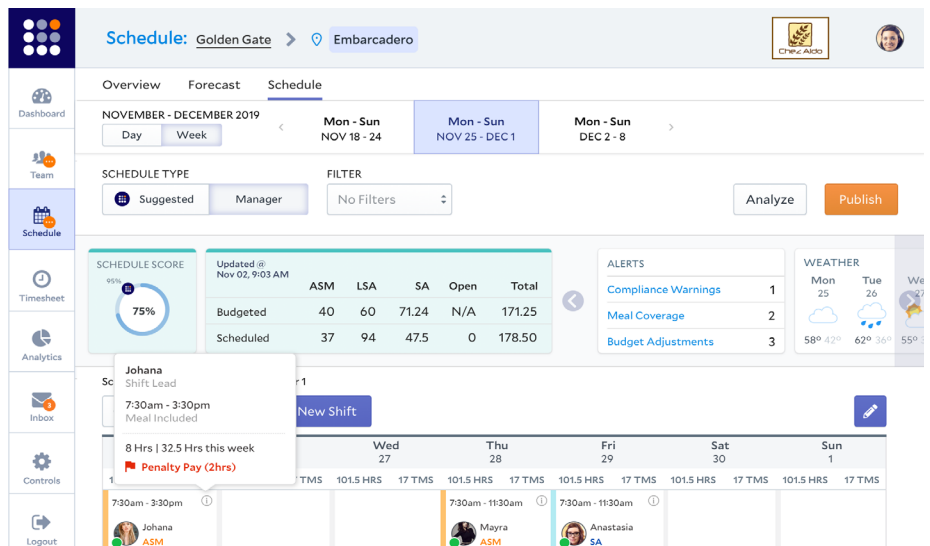 Schedule: Golden Gate > Embarcadero
Chez Aldo
Dashboard
Team
Schedule
Timesheet
Analytics
Inbox
Controls
Logout
Overview Forecast Schedule
NOVEMBER - DECEMBER 2019
Day Week
Mon - Sun
NOV 18 - 24
Mon - Sun
NOV 25 - DEC 1
Mon - Sun
DEC 2 - 8
SCHEDULE TYPE
Suggested Manager
FILTER
No Filters
Analyze Publish
SCHEDULE SCORE
95%
75%
Updated @
Nov 02, 9:03 AM
ASM LSA SA Open Total
Budgeted 40 60 71.24 N/A 171.25
Scheduled 37 94 47.5 0 178.50
ALERTS
Compliance Warnings 1
Meal Coverage 2
Budget Adjustments 3
WEATHER
Mon Tue We
25 26 27
58º 42º 62º 36º 55º
Johana
Shift Lead
7:30am - 3:30pm
Meal Included
8 Hrs | 32.5 Hrs this week
Penalty Pay (2hrs)
New Shift
Wed Thu Fri Sat Sun
27 28 29 30 1
TMS 101.5 HRS 17 TMS 101.5 HRS 17 TMS 101.5 HRS 17 TMS 101.5 HRS 17 TMS 101.5 HRS 17 TMS
7:30am - 3:30pm 7:30am - 11:30am 7:30am - 11:30am
Johana Mayra Anastasia
ASM ASM SA